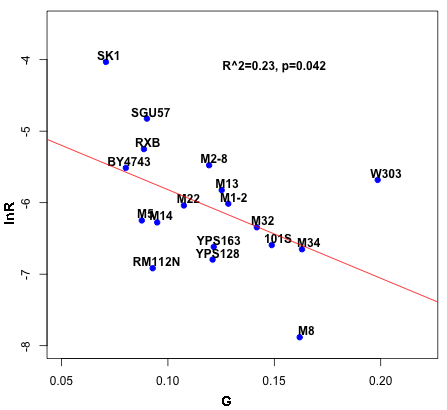 SK1
R^2=0.23, p=0.042
SGU57
RXB
M2-8
BY4743
W303
M13
M22
M1-2
M5
M14
M32
101S
YPS163
M34
YPS128
RM112N
M8
-4
-5
-6
-7
-8
lnR
0.05 0.10 0.15 0.20
G